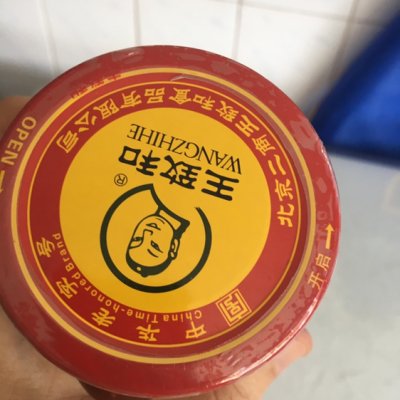 北京二商王致和食品有限公司
王致和
WANGZHIHE
®
中华老字号
China Time-honored Brand
OPEN
开启